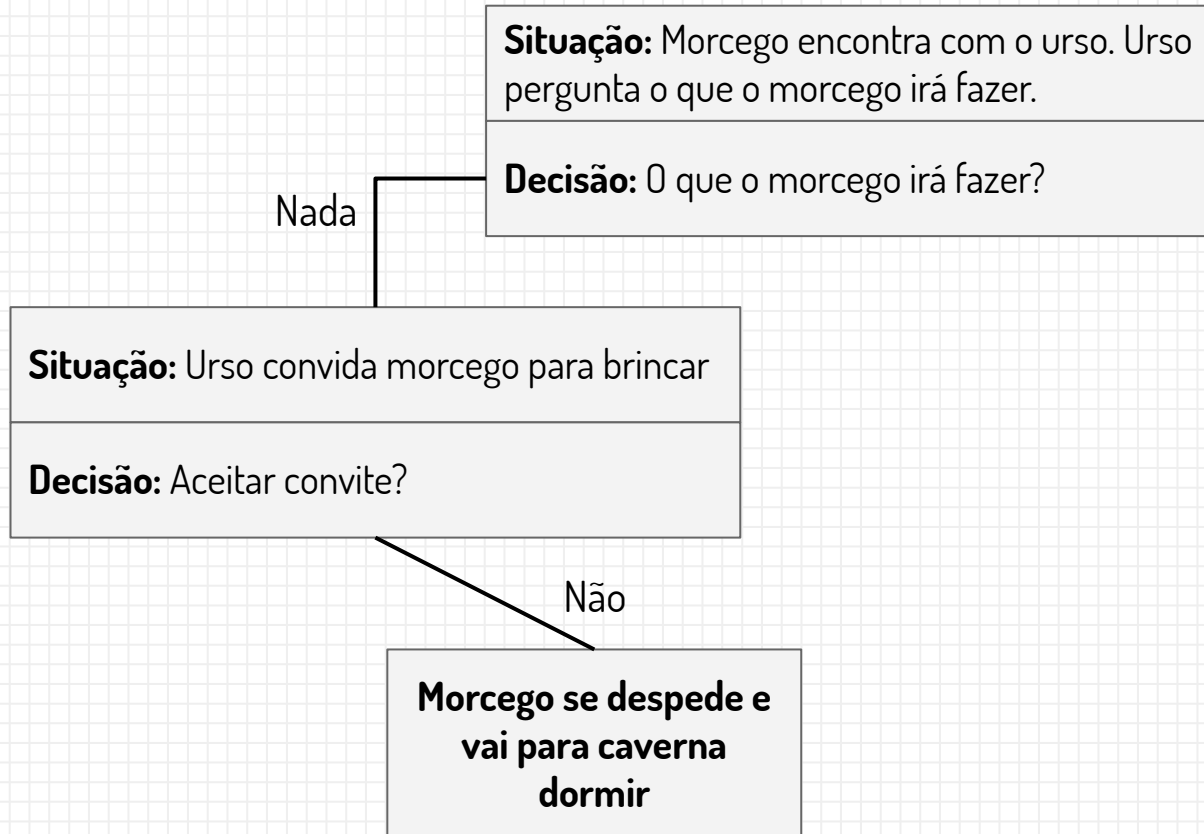 Situação: Morcego encontra com o urso. Urso
pergunta o que o morcego irá fazer.
Decisão: O que o morcego irá fazer?
Nada
Situação: Urso convida morcego para brincar
Decisão: Aceitar convite?
Não
Morcego se despede e
vai para caverna
dormir